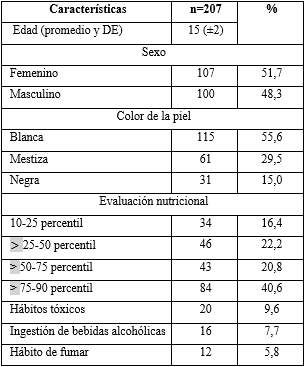 Características n=207 %
Edad (promedio y DE) 15 (±2)
Sexo
Femenino 107 51,7
Masculino 100 48,3
Color de la piel
Blanca 115 55,6
Mestiza 61 29,5
Negra 31 15,0
Evaluación nutricional
10-25 percentil 34 16,4
> 25-50 percentil 46 22,2
> 50-75 percentil 43 20,8
> 75-90 percentil 84 40,6
Hábitos tóxicos 20 9,6
Ingestión de bebidas alcohólicas 16 7,7
Hábito de fumar 12 5,8